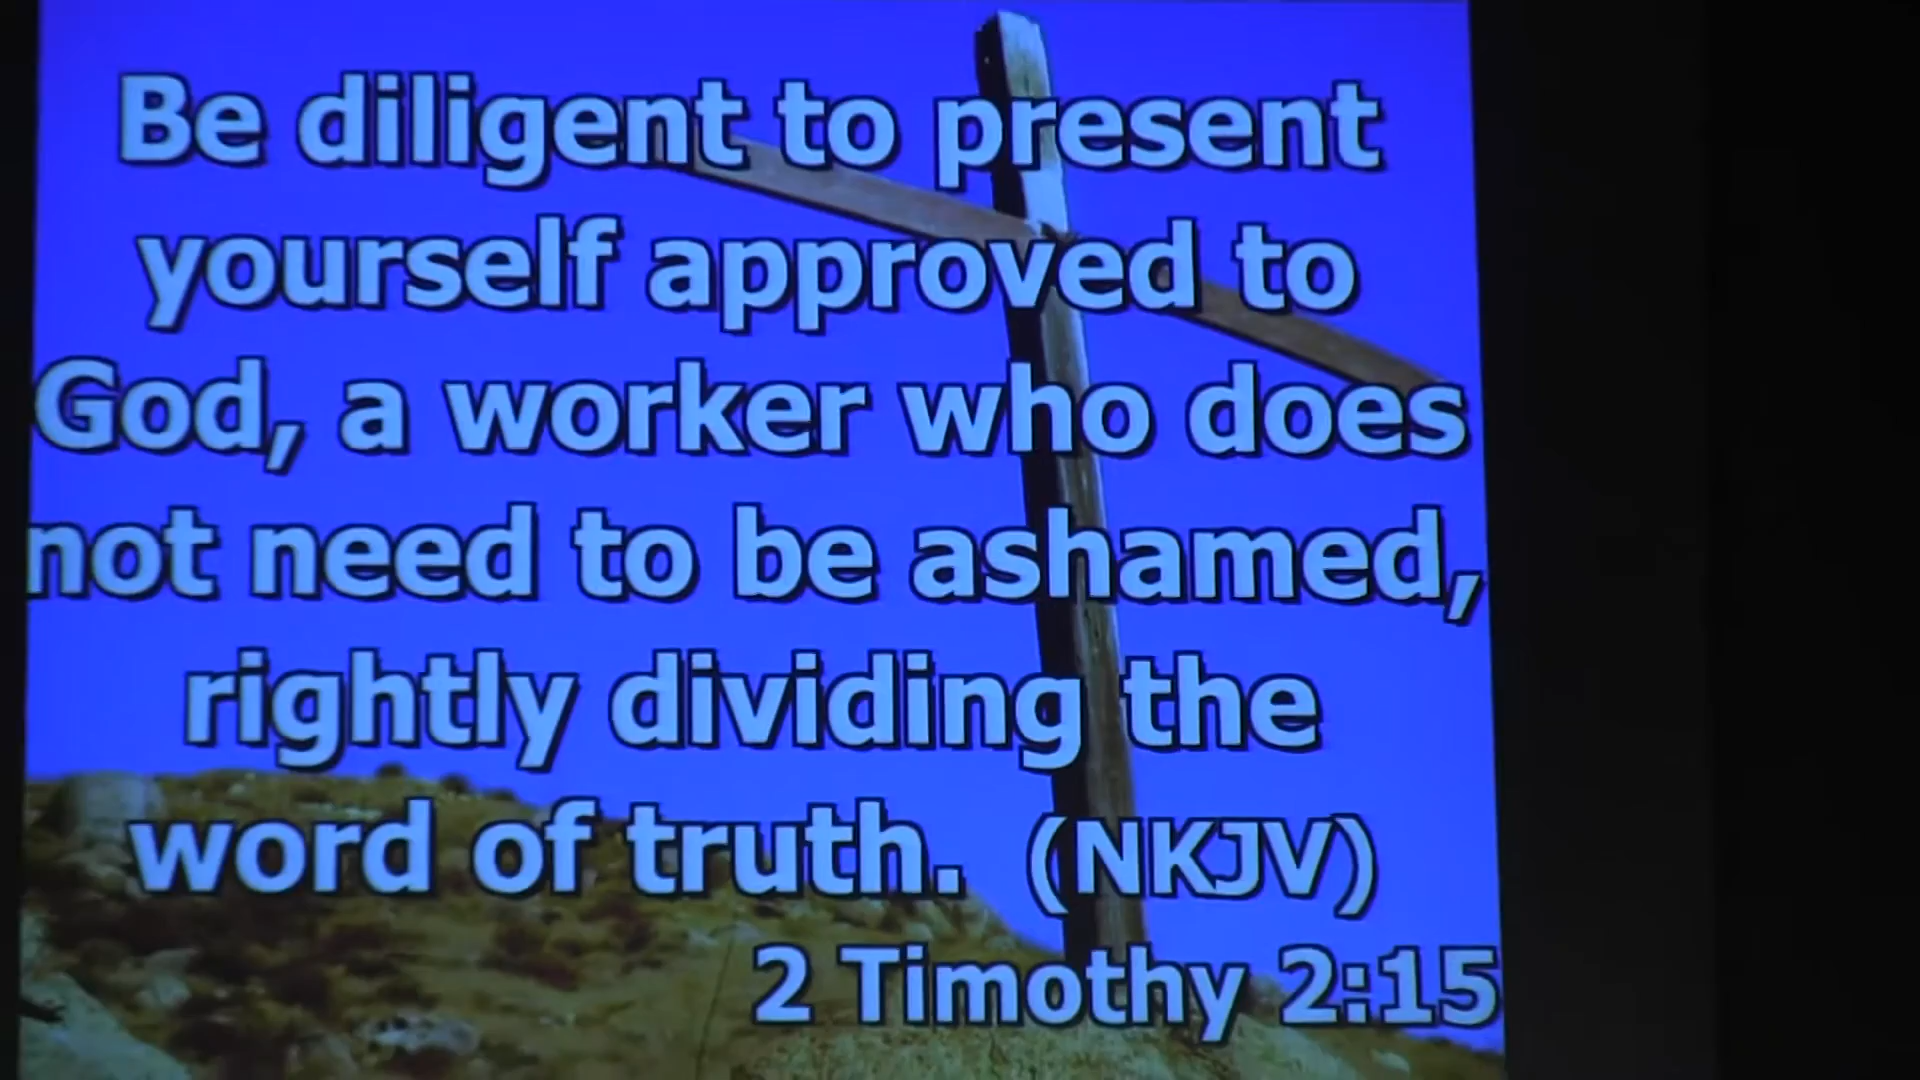 Be diligent to present
yourself approved to
God, a worker who does
not need to be ashamed,
rightly dividing the
word of truth. (NKJV)
2 Timothy 2:15